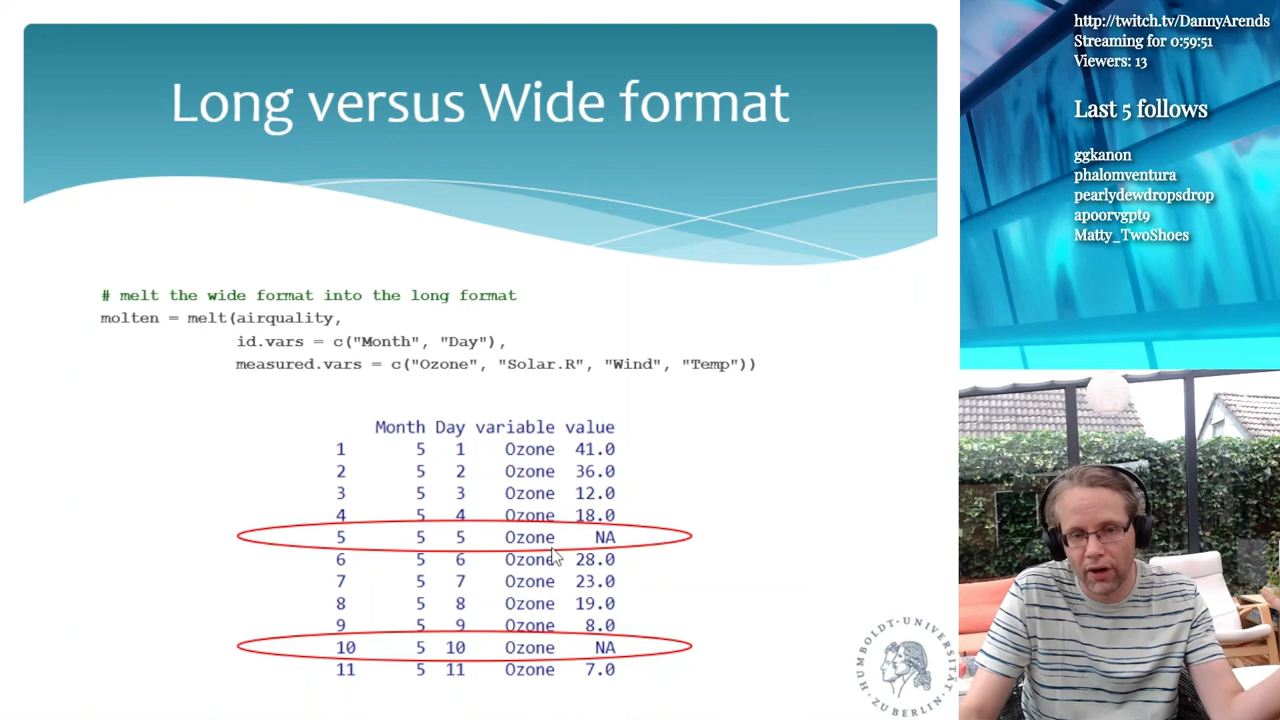 Long versus Wide format
# melt the wide format into the long format
molten = melt(airquality,
id.vars = c("Month", "Day"),
measured.vars = c("Ozone", "Solar.R", "Wind", "Temp"))
Month Day variable value
1 5 1 Ozone 41.0
2 5 2 Ozone 36.0
3 5 3 Ozone 12.0
4 5 4 Ozone 18.0
5 5 5 Ozone NA
6 5 6 Ozone 28.0
7 5 7 Ozone 23.0
8 5 8 Ozone 19.0
9 5 9 Ozone 8.0
10 5 10 Ozone NA
11 5 11 Ozone 7.0
HUMBOLDT-UNIVERSITÄT
ZU BERLIN
http://twitch.tv/DannyArends
Streaming for 0:59:51
Viewers: 13
Last 5 follows
ggkanon
phalomventura
pearlydewdropsdrop
apoorvgpt9
Matty_TwoShoes